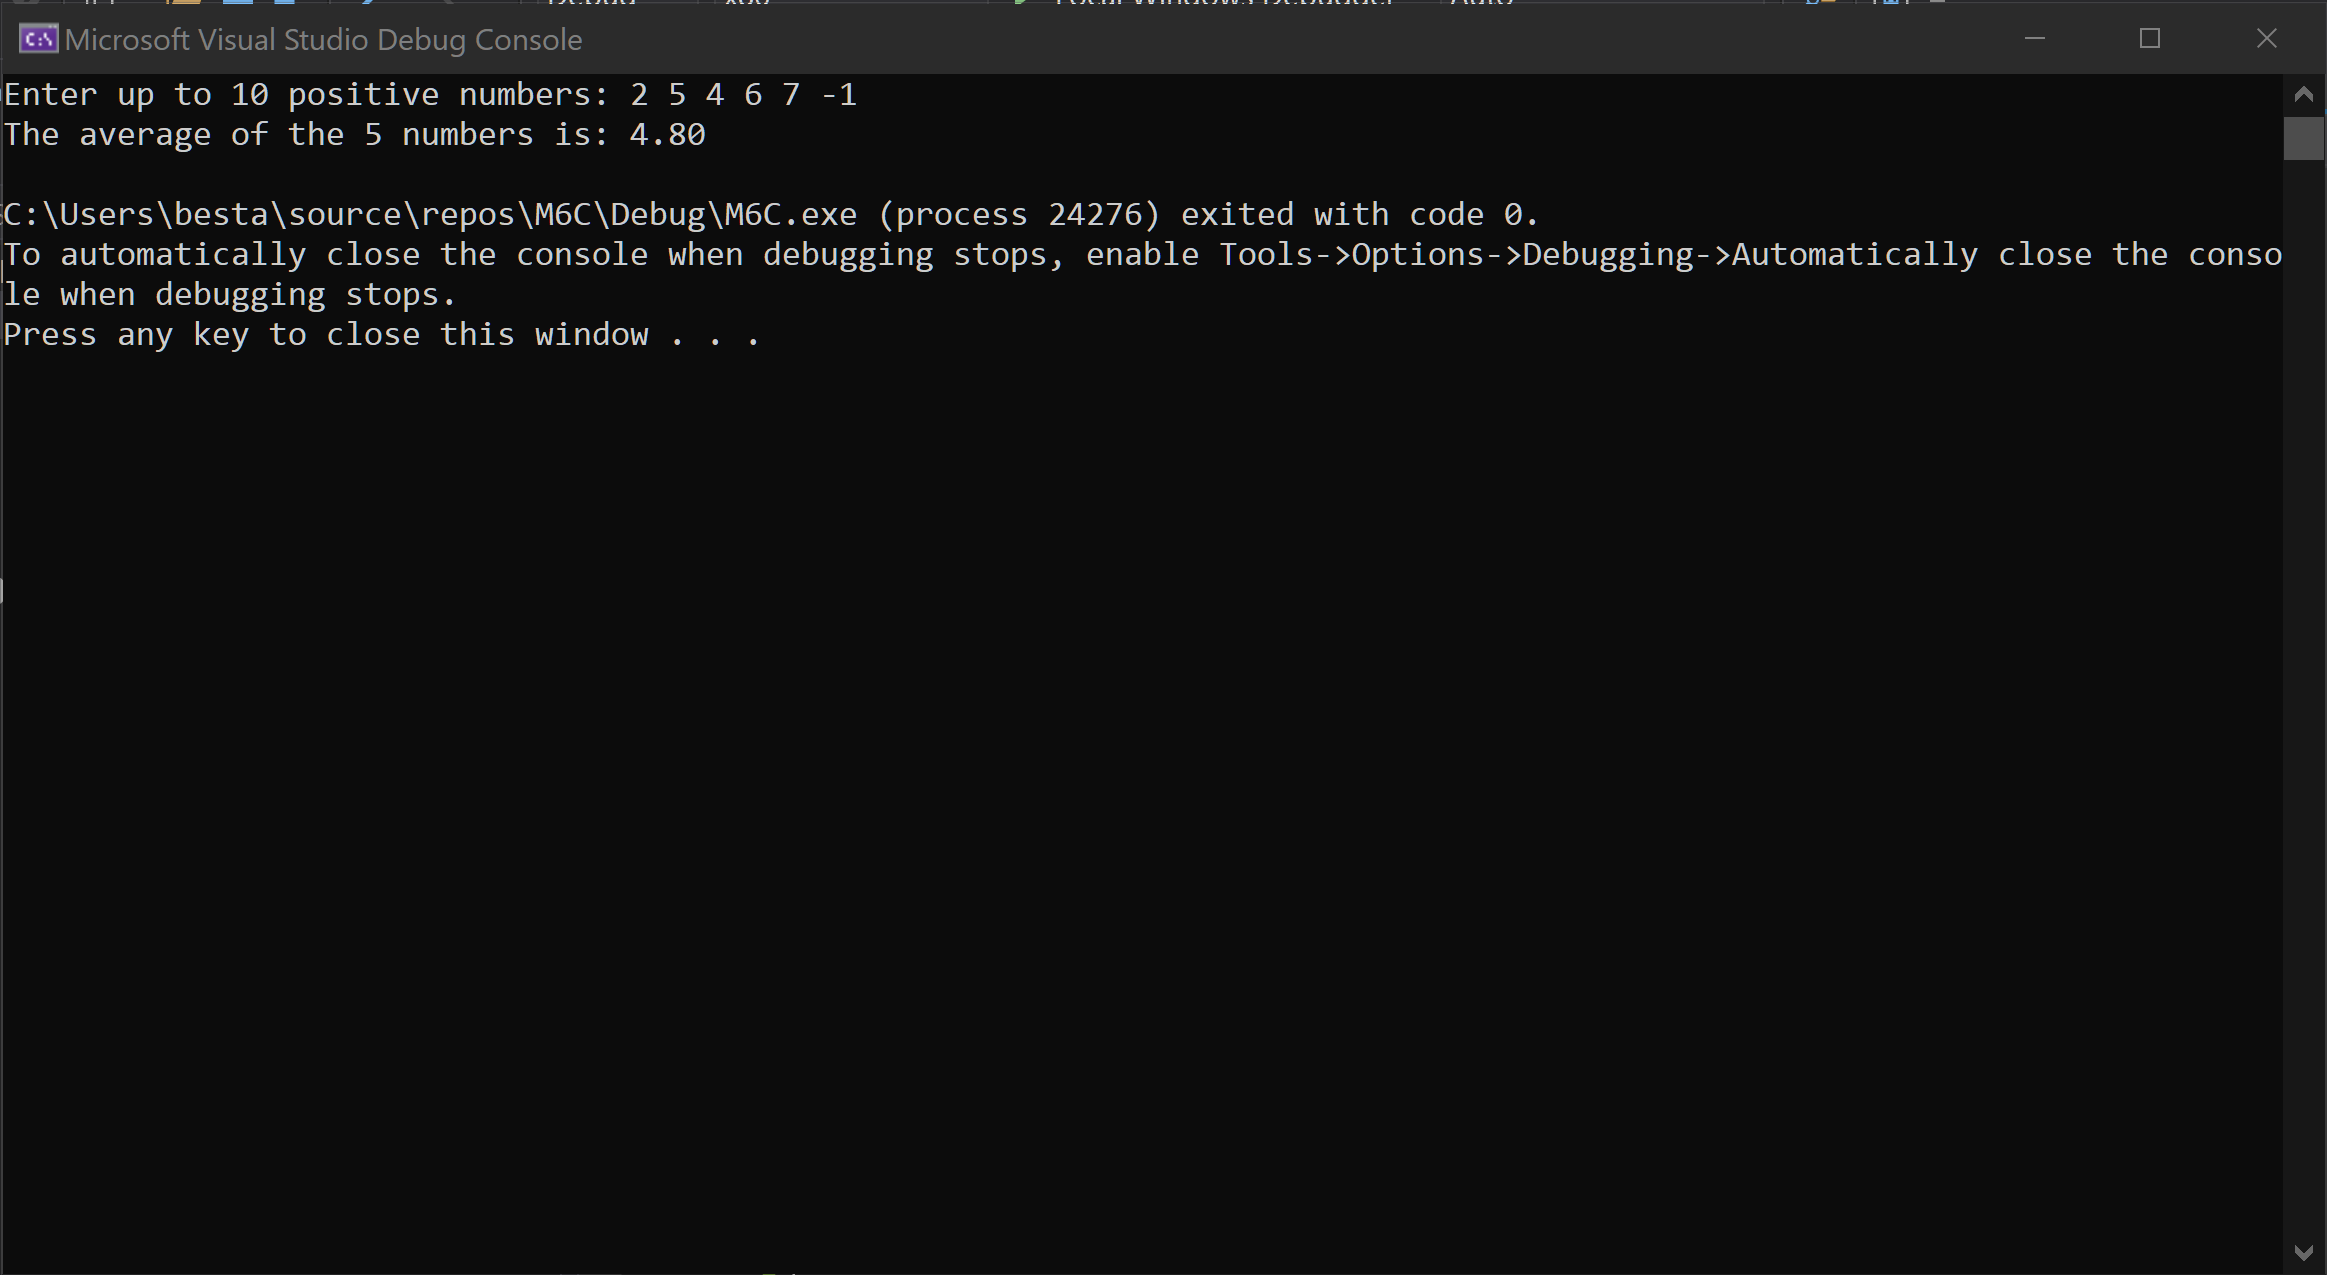 Microsoft Visual Studio Debug Console
Enter up to 10 positive numbers: 2 5 4 6 7 -1
The average of the 5 numbers is: 4.80
C:\Users\besta\source\repos\M6C\Debug\M6C.exe (process 24276) exited with code 0.
To automatically close the console when debugging stops, enable Tools->Options->Debugging->Automatically close the conso
le when debugging stops.
Press any key to close this window . . .